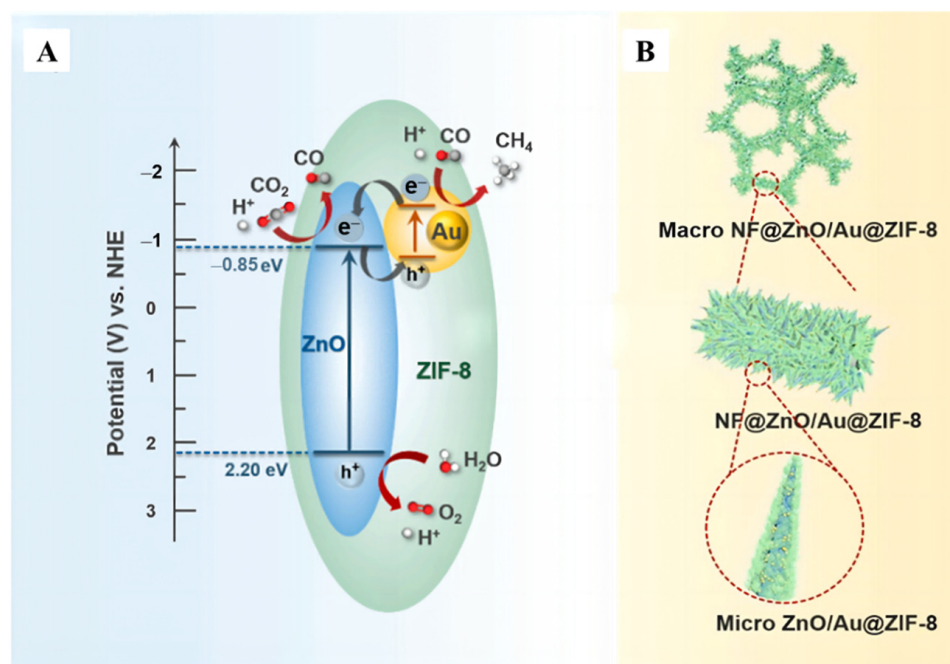 A
Potential (V) vs. NHE
−2
−1
0
1
2
3
H⁺
CO₂
CO
H⁺
CO
CH₄
e⁻
e⁻
Au
h⁺
−0.85 eV
ZnO
ZIF-8
2.20 eV
h⁺
H₂O
O₂
H⁺
B
Macro NF@ZnO/Au@ZIF-8
NF@ZnO/Au@ZIF-8
Micro ZnO/Au@ZIF-8